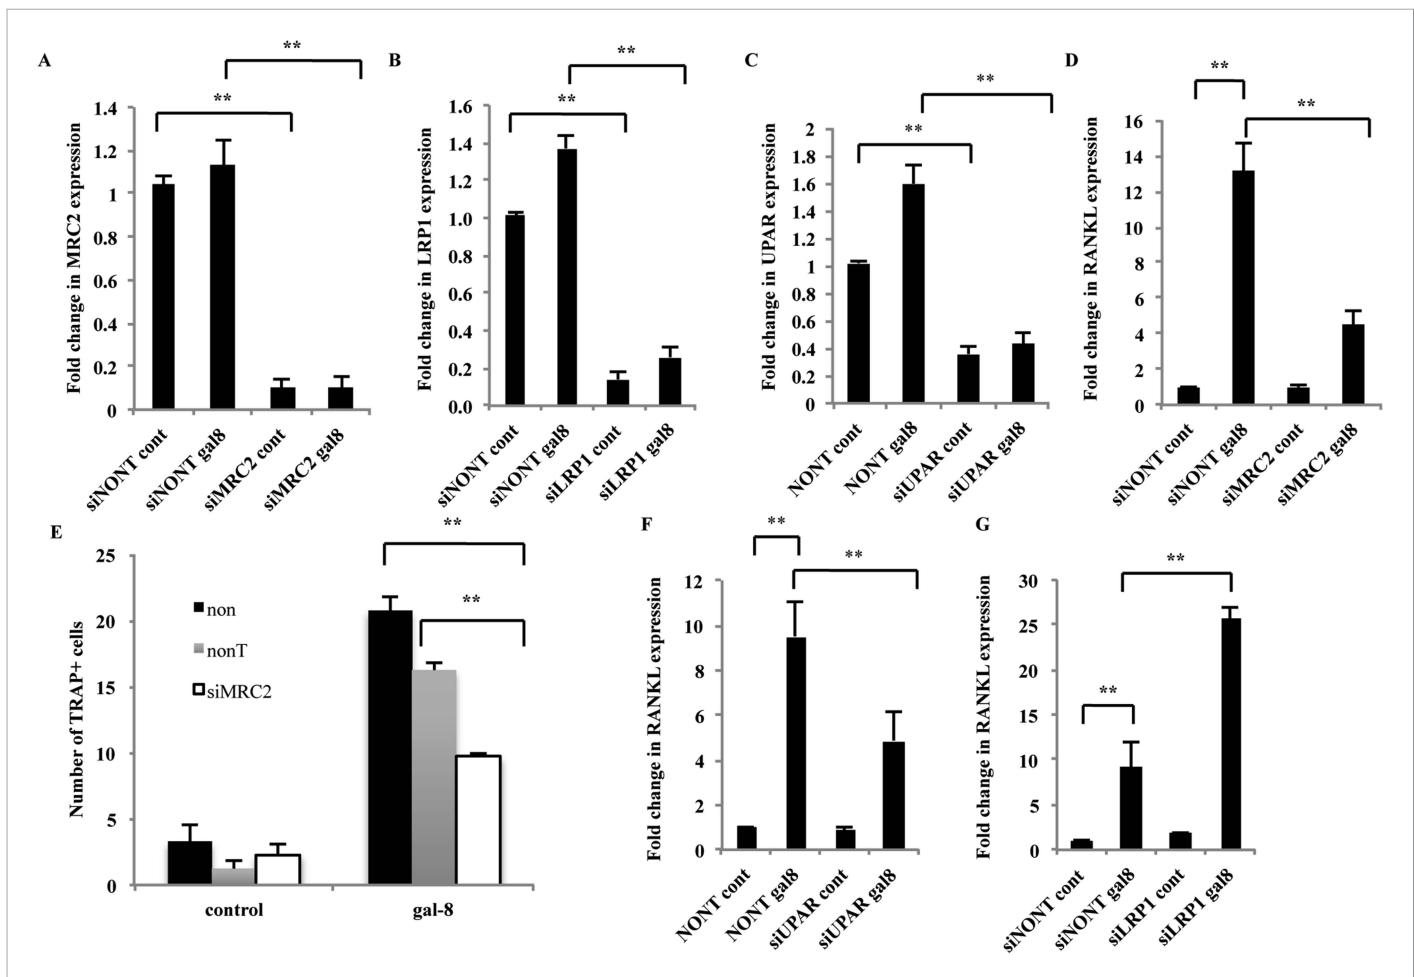 A
**
**
Fold change in MRC2 expression
1.4
1.2
1
0.8
0.6
0.4
0.2
0
siNONT cont
siNONT gal8
siMRC2 cont
siMRC2 gal8
B
**
**
Fold change in LRP1 expression
1.6
1.4
1.2
1.0
0.8
0.6
0.4
0.2
0.0
siNONT cont
siNONT gal8
siLRP1 cont
siLRP1 gal8
C
**
**
Fold change in UPAR expression
2
1.8
1.6
1.4
1.2
1
0.8
0.6
0.4
0.2
0
NONT cont
NONT gal8
siUPAR cont
siUPAR gal8
D
**
**
Fold change in RANKL expression
16
14
12
10
8
6
4
2
0
siNONT cont
siNONT gal8
siMRC2 cont
siMRC2 gal8
E
**
**
Number of TRAP+ cells
25
20
15
10
5
0
non
nonT
siMRC2
control
gal-8
F
**
**
Fold change in RANKL expression
12
10
8
6
4
2
0
NONT cont
NONT gal8
siUPAR cont
siUPAR gal8
G
**
**
Fold change in RANKL expression
30
25
20
15
10
5
0
siNONT cont
siNONT gal8
siLRP1 cont
siLRP1 gal8